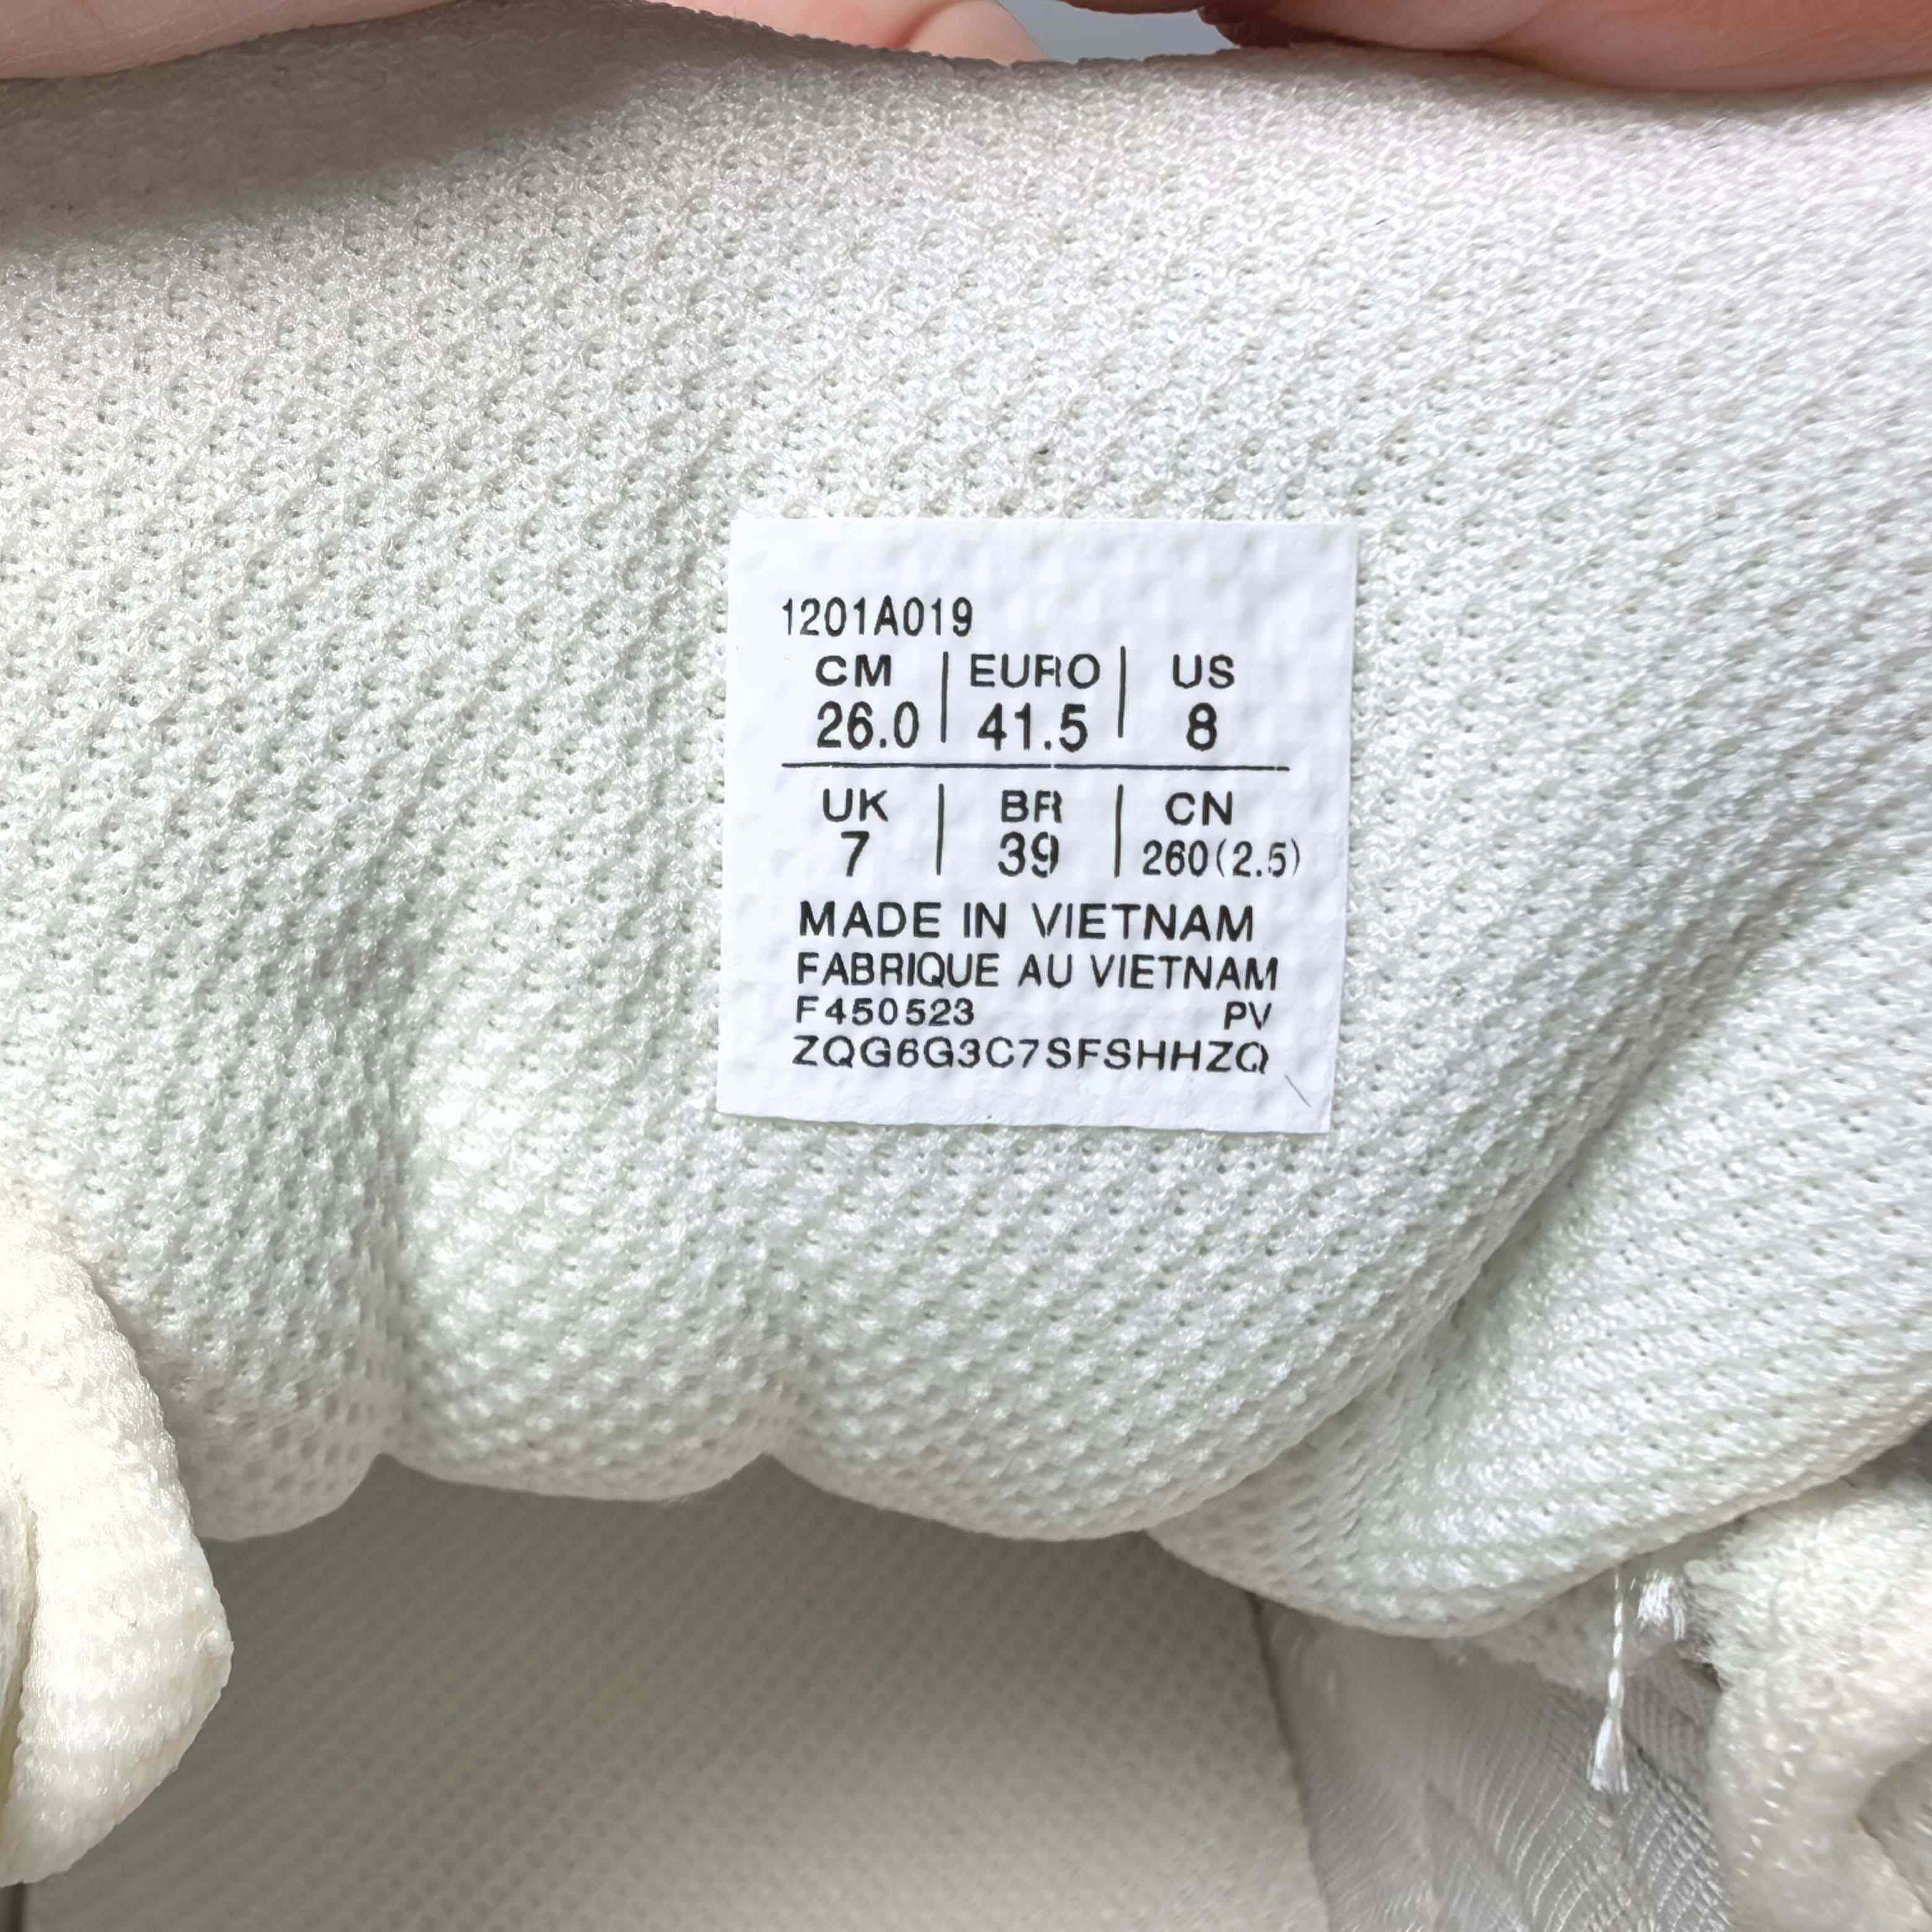 1201A019
CM | EURO | US
26.0 | 41.5 | 8
UK | BR | CN
7 | 39 | 260(2.5)
MADE IN VIETNAM
FABRIQUE AU VIETNAM
F450523 PV
ZQG6G3C7SFSHHZQ